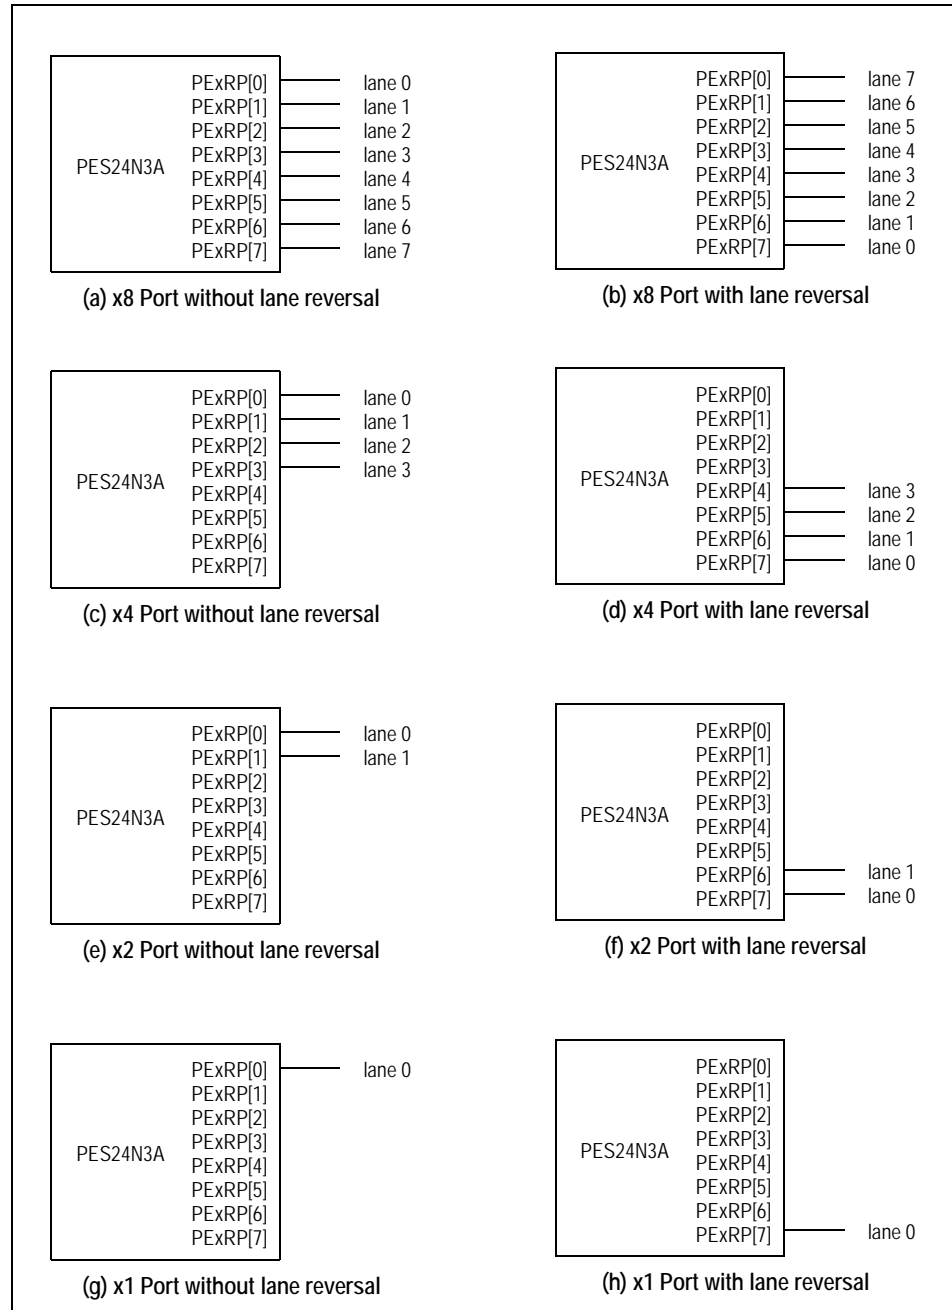 PExRP[0] lane 0
PExRP[1] lane 1
PExRP[2] lane 2
PExRP[3] lane 3
PES24N3A
PExRP[4] lane 4
PExRP[5] lane 5
PExRP[6] lane 6
PExRP[7] lane 7
(a) x8 Port without lane reversal
PExRP[0] lane 7
PExRP[1] lane 6
PExRP[2] lane 5
PExRP[3] lane 4
PES24N3A
PExRP[4] lane 3
PExRP[5] lane 2
PExRP[6] lane 1
PExRP[7] lane 0
(b) x8 Port with lane reversal
PExRP[0] lane 0
PExRP[1] lane 1
PExRP[2] lane 2
PExRP[3] lane 3
PES24N3A
PExRP[4]
PExRP[5]
PExRP[6]
PExRP[7]
(c) x4 Port without lane reversal
PExRP[0]
PExRP[1]
PExRP[2]
PExRP[3]
PES24N3A
PExRP[4] lane 3
PExRP[5] lane 2
PExRP[6] lane 1
PExRP[7] lane 0
(d) x4 Port with lane reversal
PExRP[0] lane 0
PExRP[1] lane 1
PExRP[2]
PExRP[3]
PES24N3A
PExRP[4]
PExRP[5]
PExRP[6]
PExRP[7]
(e) x2 Port without lane reversal
PExRP[0]
PExRP[1]
PExRP[2]
PExRP[3]
PES24N3A
PExRP[4]
PExRP[5]
PExRP[6] lane 1
PExRP[7] lane 0
(f) x2 Port with lane reversal
PExRP[0] lane 0
PExRP[1]
PExRP[2]
PExRP[3]
PES24N3A
PExRP[4]
PExRP[5]
PExRP[6]
PExRP[7]
(g) x1 Port without lane reversal
PExRP[0]
PExRP[1]
PExRP[2]
PExRP[3]
PES24N3A
PExRP[4]
PExRP[5]
PExRP[6]
PExRP[7] lane 0
(h) x1 Port with lane reversal